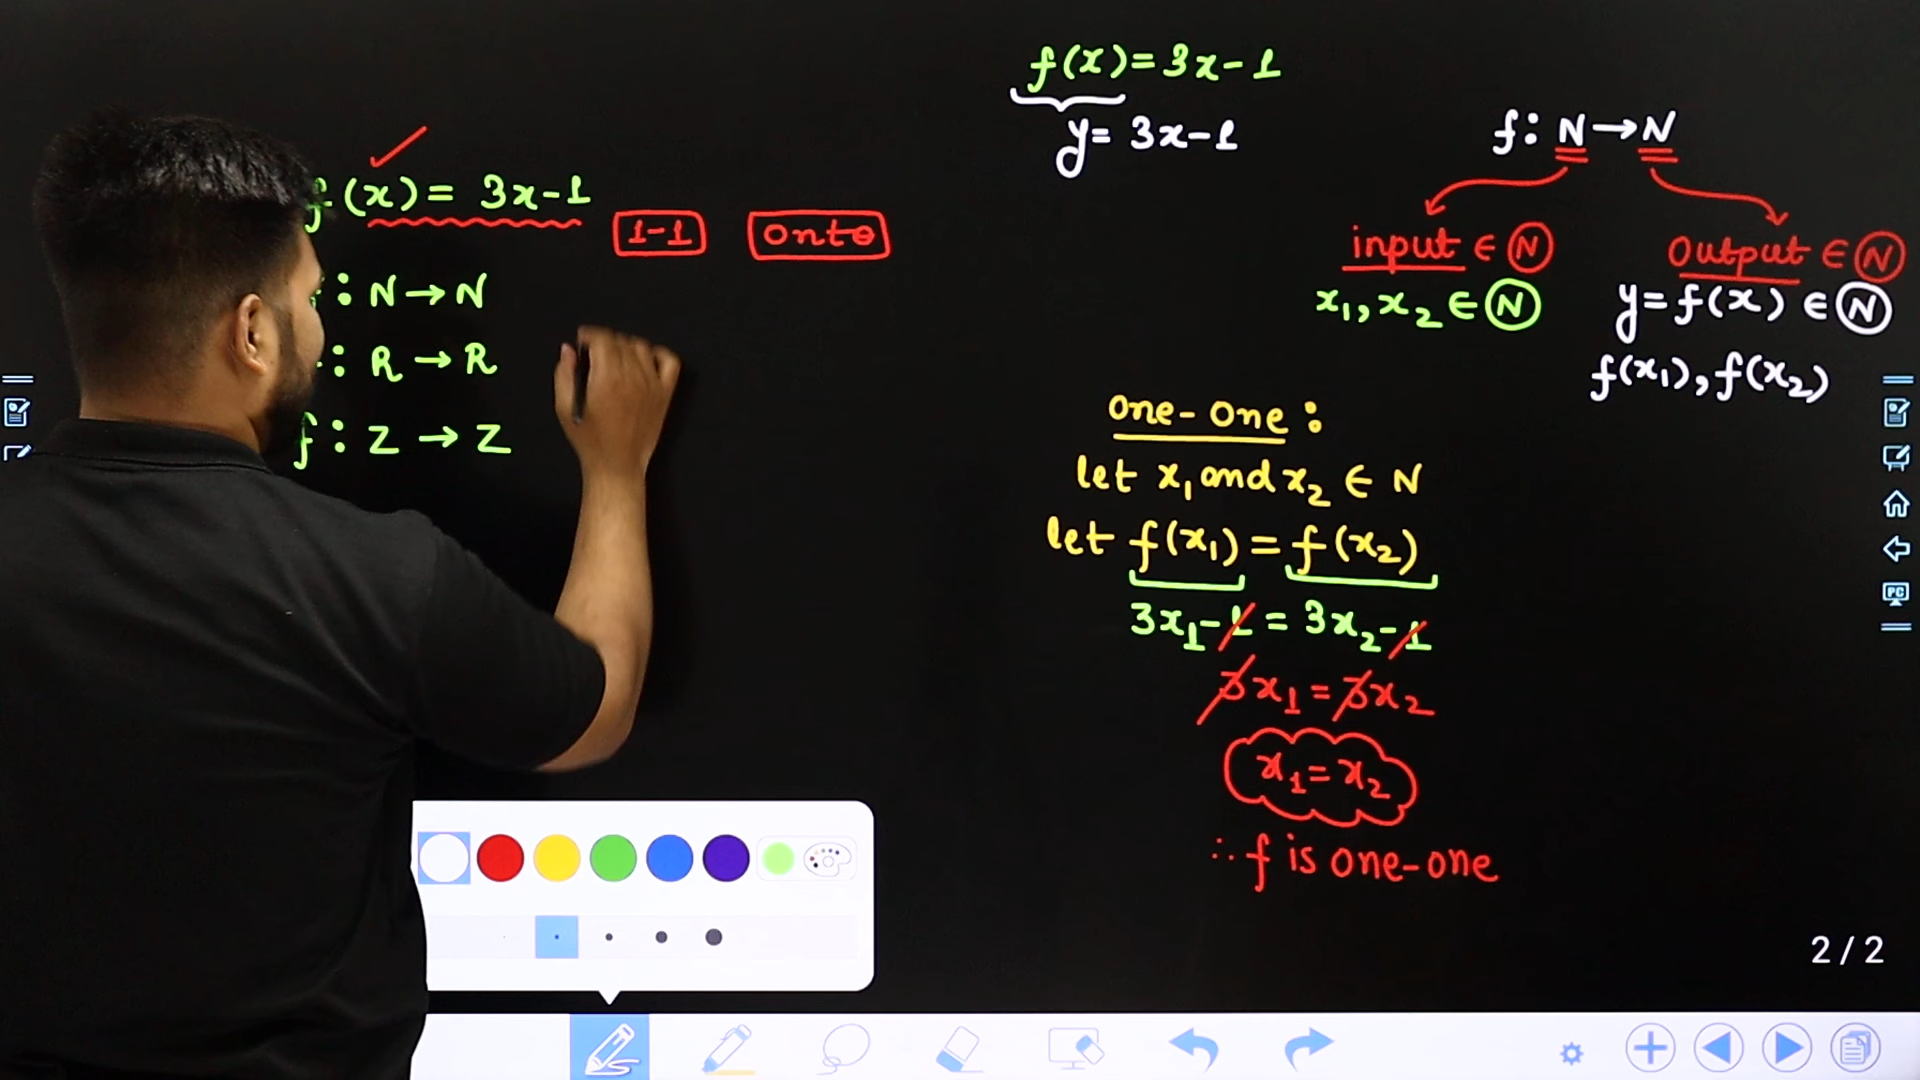 f(x) = 3x-1
1-1
onto
f : N → N
: R → R
f : Z → Z
f(x) = 3x-1
y = 3x-1
f : N → N
input ∈ N
x₁, x₂ ∈ N
Output ∈ N
y = f(x) ∈ N
f(x₁), f(x₂)
one-one :
let x₁ and x₂ ∈ N
let f(x₁) = f(x₂)
3x₁-1 = 3x₂-1
3x₁ = 3x₂
x₁ = x₂
∴ f is one-one
PC
2 / 2